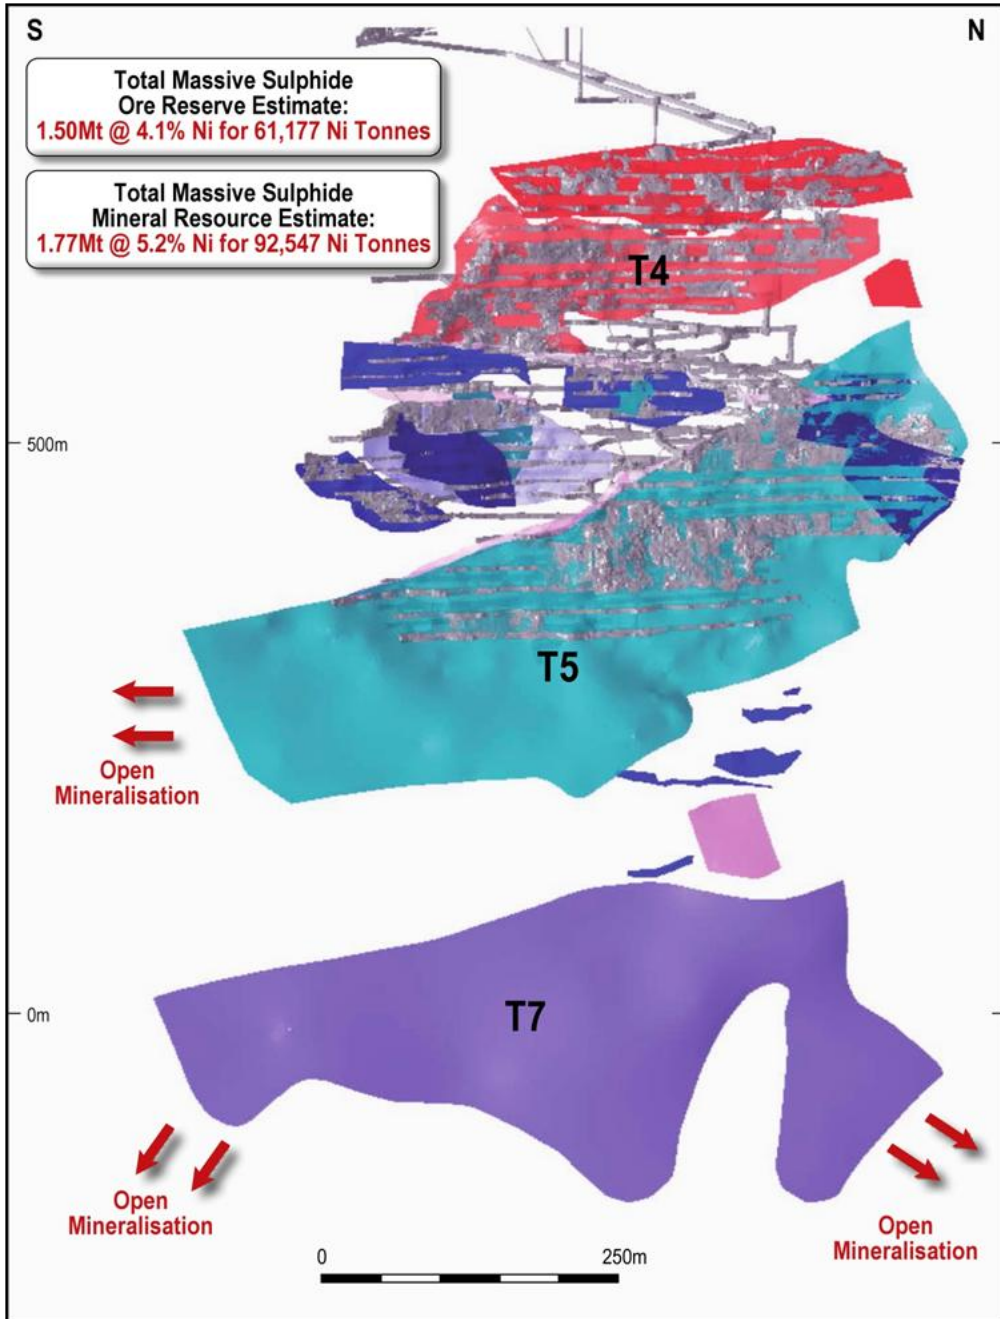 S
N
Total Massive Sulphide
Ore Reserve Estimate:
1.50Mt @ 4.1% Ni for 61,177 Ni Tonnes
Total Massive Sulphide
Mineral Resource Estimate:
1.77Mt @ 5.2% Ni for 92,547 Ni Tonnes
T4
500m
T5
Open
Mineralisation
T7
0m
Open
Mineralisation
Open
Mineralisation
0
250m